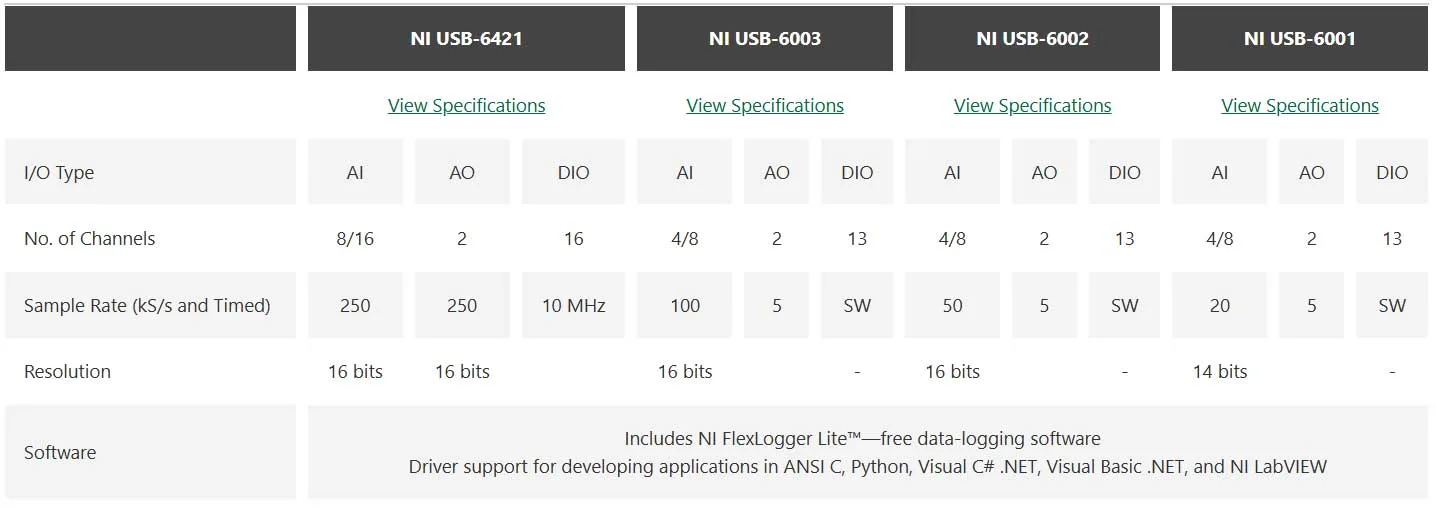 NI USB-6421 NI USB-6003 NI USB-6002 NI USB-6001
View Specifications View Specifications View Specifications View Specifications
I/O Type AI AO DIO AI AO DIO AI AO DIO AI AO DIO
No. of Channels 8/16 2 16 4/8 2 13 4/8 2 13 4/8 2 13
Sample Rate (kS/s and Timed) 250 250 10 MHz 100 5 SW 50 5 SW 20 5 SW
Resolution 16 bits 16 bits 16 bits - 16 bits - 14 bits -
Includes NI FlexLogger Lite™—free data-logging software
Software
Driver support for developing applications in ANSI C, Python, Visual C# .NET, Visual Basic .NET, and NI LabVIEW